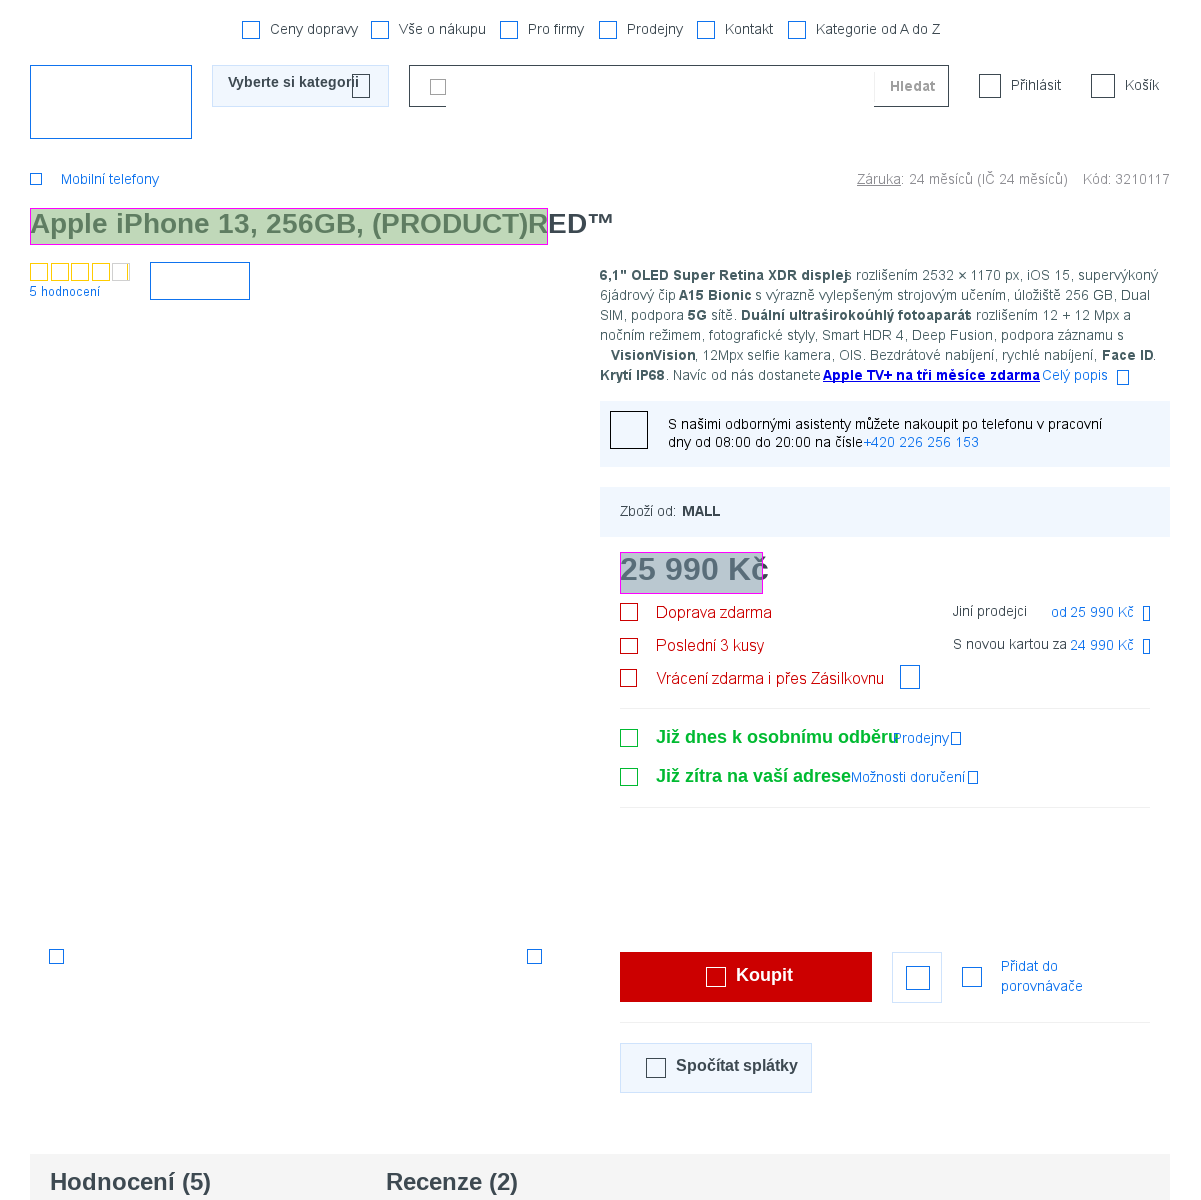 Ceny dopravy Vše o nákupu Pro firmy Prodejny Kontakt Kategorie od A do Z
Vyberte si kategorii Hledat Přihlásit Košík
Mobilní telefony Záruka: 24 měsíců (IČ 24 měsíců) Kód: 3210117
Apple iPhone 13, 256GB, (PRODUCT)RED™
5 hodnocení
6,1" OLED Super Retina XDR displej s rozlišením 2532 × 1170 px, iOS 15, supervýkoný
6jádrový čip A15 Bionic s výrazně vylepšeným strojovým učením, úložiště 256 GB, Dual
SIM, podpora 5G sítě. Duální ultraširokoúhlý fotoaparát s rozlišením 12 + 12 Mpx a
nočním režimem, fotografické styly, Smart HDR 4, Deep Fusion, podpora záznamu s
VisionVision, 12Mpx selfie kamera, OIS. Bezdrátové nabíjení, rychlé nabíjení, Face ID.
Krytí IP68. Navíc od nás dostanete Apple TV+ na tři měsíce zdarma Celý popis
S našimi odbornými asistenty můžete nakoupit po telefonu v pracovní
dny od 08:00 do 20:00 na čísle +420 226 256 153
Zboží od: MALL
25 990 Kč
Doprava zdarma Jiní prodejci od 25 990 Kč
Poslední 3 kusy S novou kartou za 24 990 Kč
Vrácení zdarma i přes Zásilkovnu
Již dnes k osobnímu odběru Prodejny
Již zítra na vaší adrese Možnosti doručení
Koupit
Přidat do
porovnávače
Spočítat splátky
Hodnocení (5) Recenze (2)